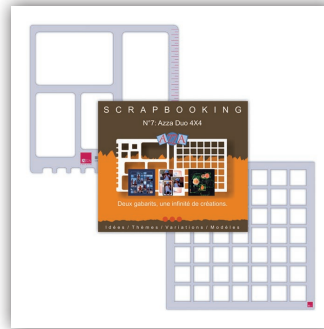 SCRAPBOOKING
N°7: Azza Duo 4X4
Deux gabarits, une infinité de créations.
Idées / Thèmes / Variations / Modèles